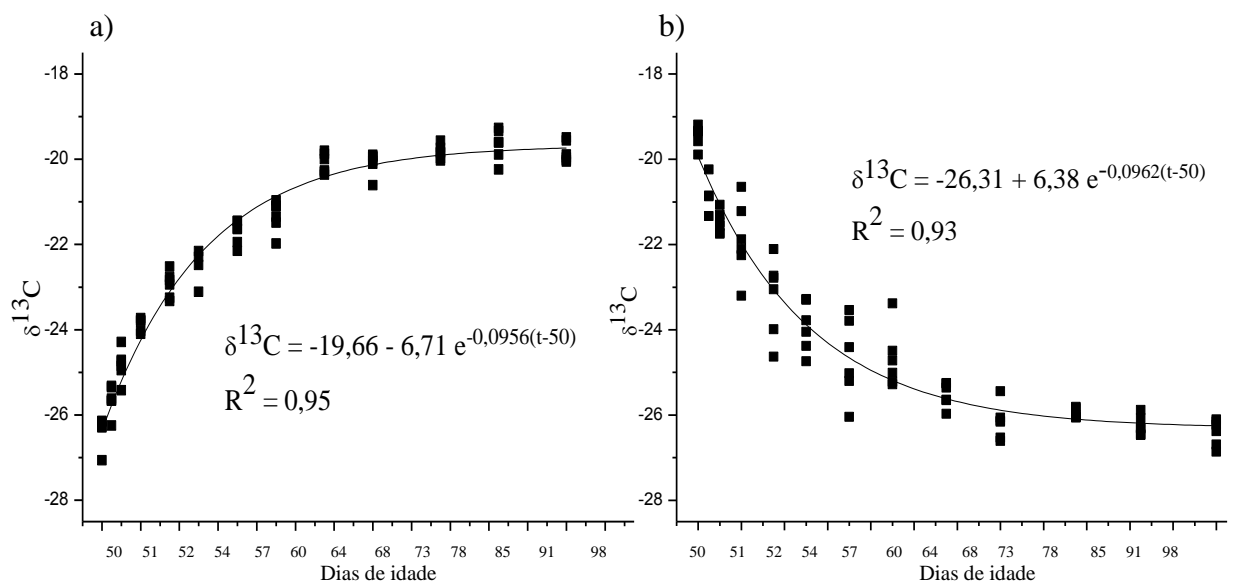 a)
-18
-20
-22
-24
-26
-28
δ13C
δ13C = -19,66 - 6,71 e-0,0956(t-50)
R2 = 0,95
50 51 52 54 57 60 64 68 73 78 85 91 98
Dias de idade
b)
-18
-20
-22
-24
-26
-28
δ13C
δ13C = -26,31 + 6,38 e-0,0962(t-50)
R2 = 0,93
50 51 52 54 57 60 64 68 73 78 85 91 98
Dias de idade